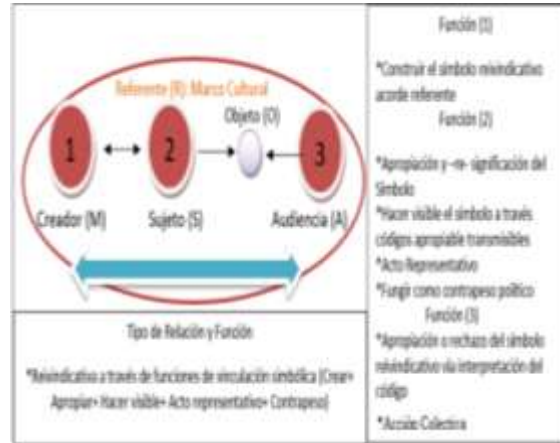 Referente (R): Marco Cultural
Objeto (O)
1
2
3
Creador (M)
Sujeto (S)
Audiencia (A)
Tipo de Relación y Función
*Reivindicativo a través de funciones de vinculación simbólica (Crear+
Apropiar+ Hacer visible+ Acto representativo+ Contrapeso)
Función (1)
*Construir el símbolo reivindicativo
acorde referente
Función (2)
*Apropiación y -re- significación del
Símbolo
*Hacer visible el símbolo a través
códigos apropiable transmisibles
*Acto Representativo
*Fungir como contrapeso político
Función (3)
*Apropiación o rechazo del símbolo
reivindicativo vía interpretación del
código
*Acción Colectiva